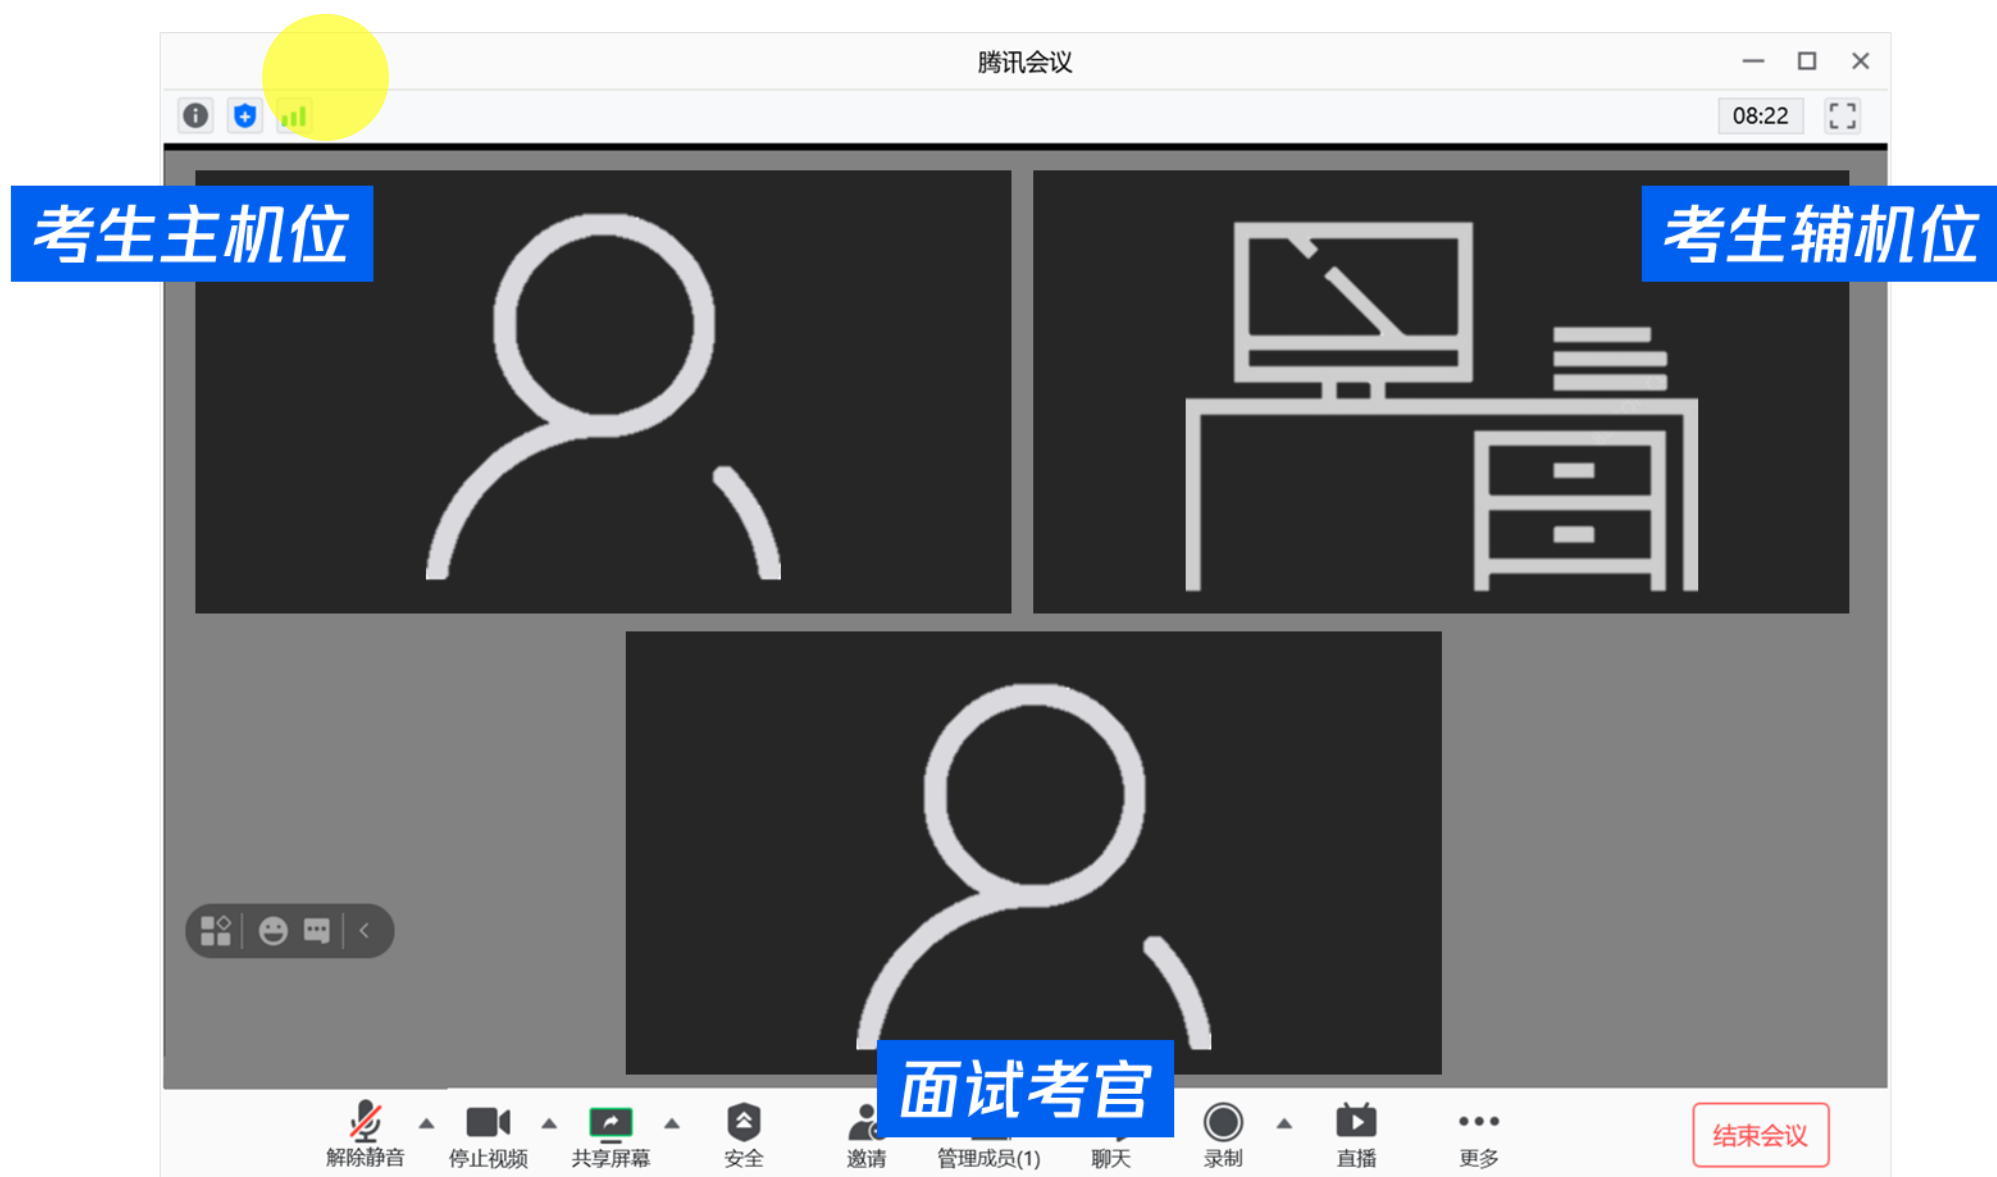 腾讯会议
08:22
考生主机位
考生辅机位
面试考官
解除静音
停止视频
共享屏幕
安全
邀请
管理成员(1)
聊天
录制
直播
更多
结束会议